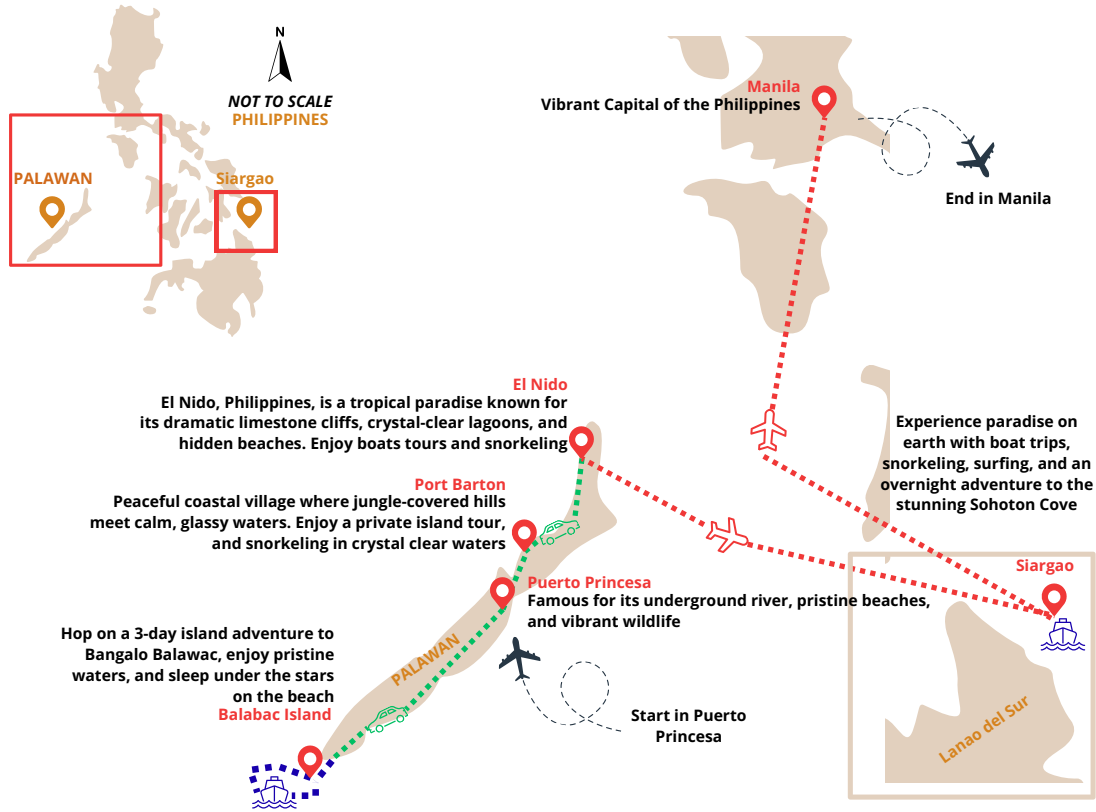 N
NOT TO SCALE
PHILIPPINES
PALAWAN
Siargao
Manila
Vibrant Capital of the Philippines
End in Manila
El Nido
El Nido, Philippines, is a tropical paradise known for
its dramatic limestone cliffs, crystal-clear lagoons, and
hidden beaches. Enjoy boats tours and snorkeling
Experience paradise on
earth with boat trips,
snorkeling, surfing, and an
overnight adventure to the
stunning Sohoton Cove
Port Barton
Peaceful coastal village where jungle-covered hills
meet calm, glassy waters. Enjoy a private island tour,
and snorkeling in crystal clear waters
Siargao
Puerto Princesa
Famous for its underground river, pristine beaches,
and vibrant wildlife
Hop on a 3-day island adventure to
Bangalo Balawac, enjoy pristine
waters, and sleep under the stars
on the beach
Balabac Island
PALAWAN
Start in Puerto
Princesa
Lanao del Sur